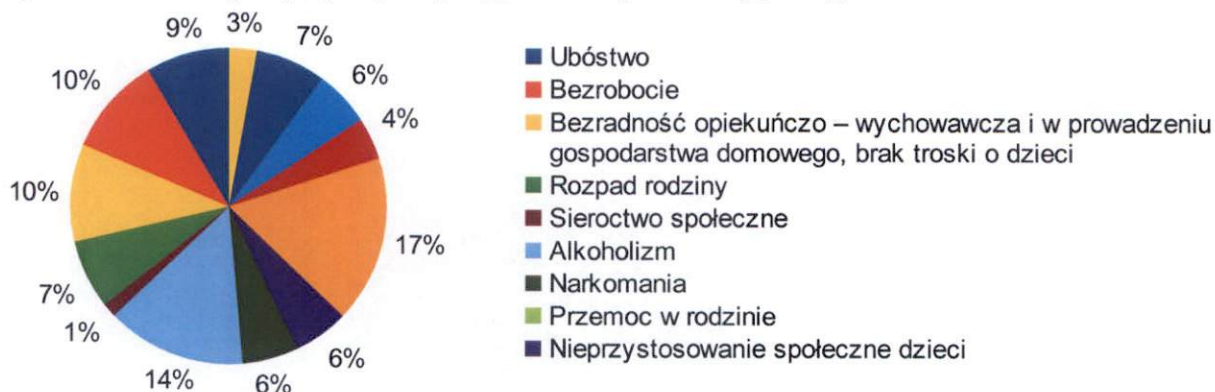 9%
3%
7%
10%
6%
4%
10%
17%
7%
1%
14%
6%
6%
Ubóstwo
Bezrobocie
Bezradność opiekuńczo – wychowawcza i w prowadzeniu
gospodarstwa domowego, brak troski o dzieci
Rozpad rodziny
Sieroctwo społeczne
Alkoholizm
Narkomania
Przemoc w rodzinie
Nieprzystosowanie społeczne dzieci